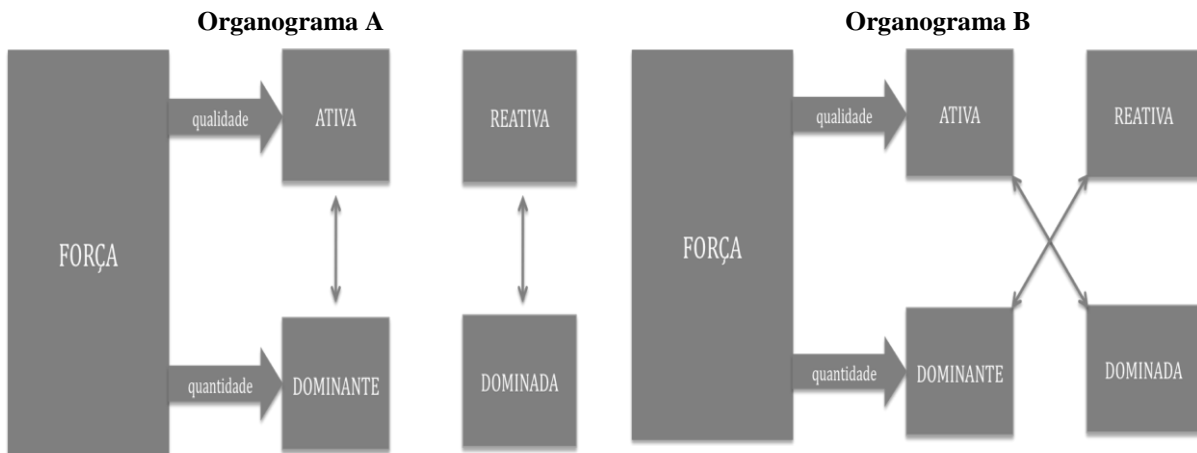 Organograma A
FORÇA
qualidade
ATIVA
REATIVA
quantidade
DOMINANTE
DOMINADA
Organograma B
FORÇA
qualidade
ATIVA
REATIVA
quantidade
DOMINANTE
DOMINADA